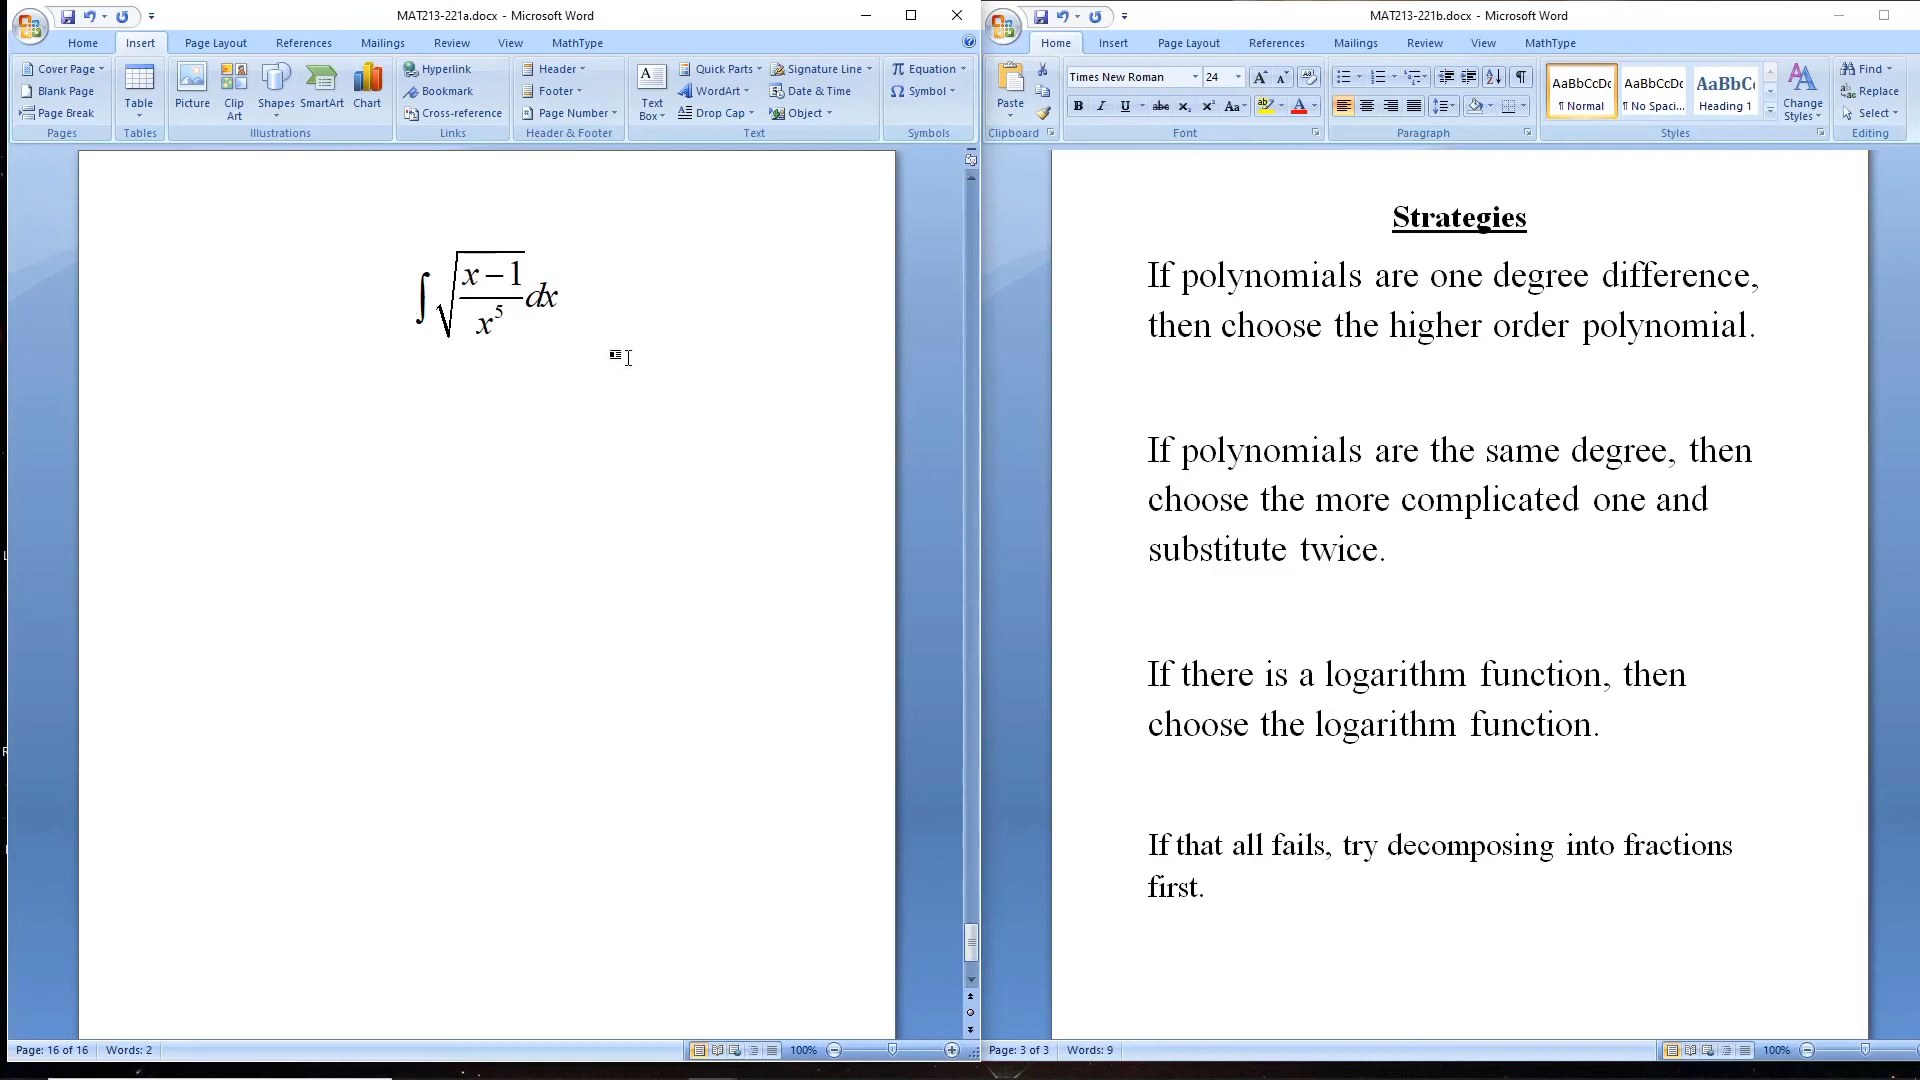 MAT213-221a.docx - Microsoft Word
Home Insert Page Layout References Mailings Review View MathType
Cover Page
Blank Page
Page Break
Pages
Table
Tables
Picture
Clip Art
Shapes
SmartArt
Chart
Illustrations
Hyperlink
Bookmark
Cross-reference
Links
Header
Footer
Page Number
Header & Footer
Text Box
Quick Parts
WordArt
Drop Cap
Signature Line
Date & Time
Object
Text
π Equation
Ω Symbol
Symbols
∫√((x−1)/x⁵) dx
Page: 16 of 16 Words: 2 100%
MAT213-221b.docx - Microsoft Word
Home Insert Page Layout References Mailings Review View MathType
Paste
Clipboard
Times New Roman 24
B I U abc x₂ x² Aa
Font
Paragraph
AaBbCcDc AaBbCcDc AaBbC
¶ Normal ¶ No Spaci... Heading 1
Change Styles
Styles
Find
Replace
Select
Editing
Strategies
If polynomials are one degree difference,
then choose the higher order polynomial.
If polynomials are the same degree, then
choose the more complicated one and
substitute twice.
If there is a logarithm function, then
choose the logarithm function.
If that all fails, try decomposing into fractions
first.
Page: 3 of 3 Words: 9 100%